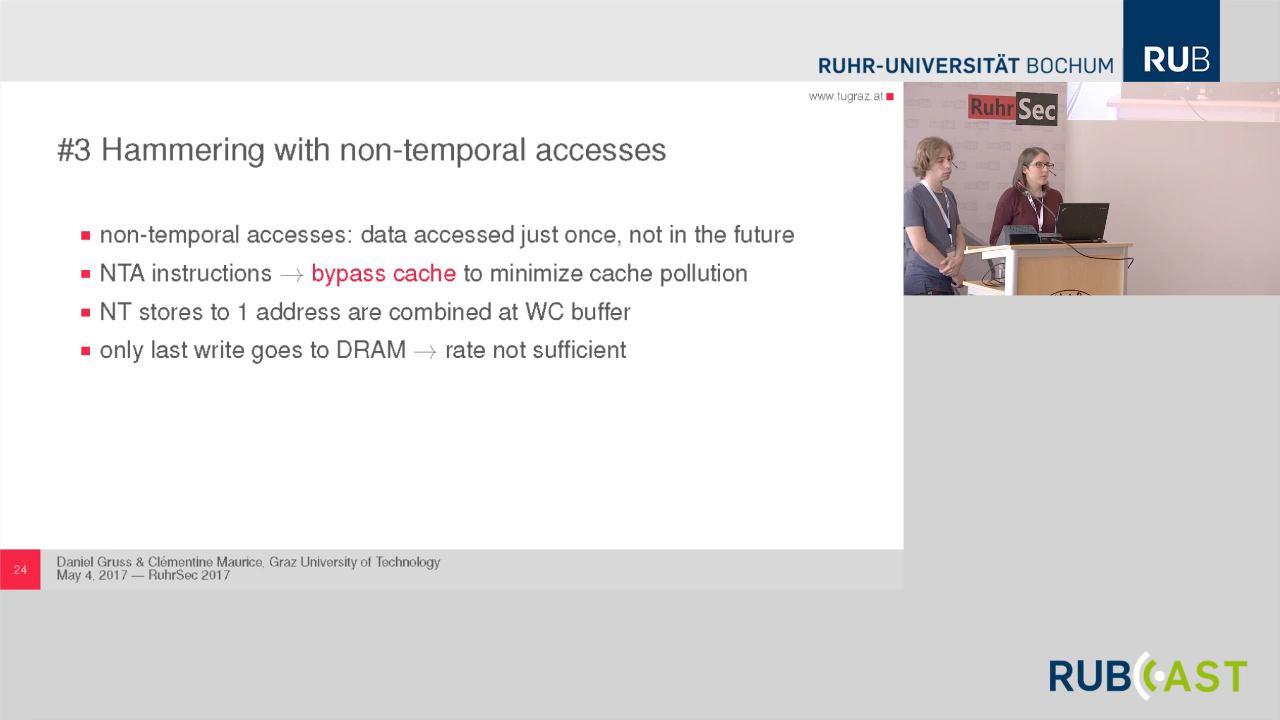 RUHR-UNIVERSITÄT BOCHUM
RUB
www.tugraz.at
RuhrSec
#3 Hammering with non-temporal accesses
non-temporal accesses: data accessed just once, not in the future
NTA instructions → bypass cache to minimize cache pollution
NT stores to 1 address are combined at WC buffer
only last write goes to DRAM → rate not sufficient
24
Daniel Gruss & Clémentine Maurice, Graz University of Technology
May 4, 2017 — RuhrSec 2017
RUBCAST